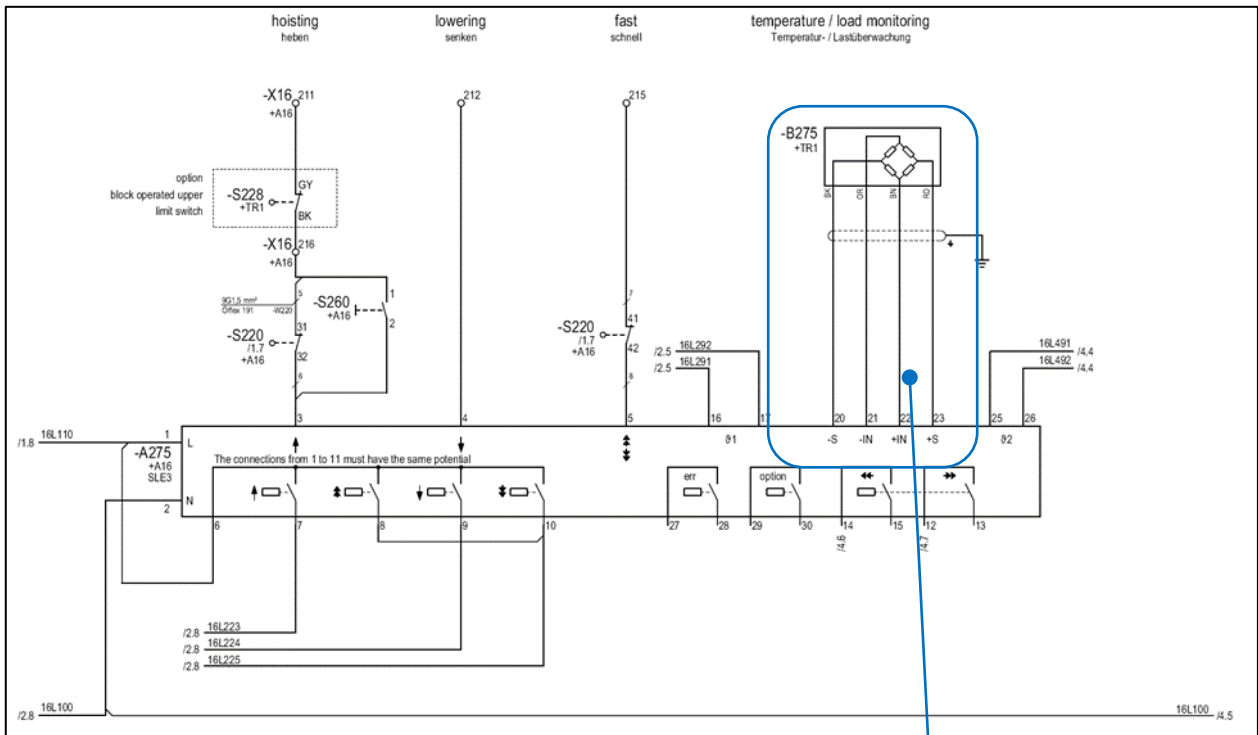 hoisting
heben
lowering
senken
fast
schnell
temperature / load monitoring
Temperatur- / Lastüberwachung
-X16 211
+A16
212
215
-B275
+TR1
option
block operated upper
limit switch
-S228
+TR1
GY
BK
BK
OR
BN
RD
-X16 216
+A16
5
9G1,5 mm²
Ölflex 191 -W220
-S260
+A16
1
2
-S220
/1.7
+A16
31
32
6
7
-S220
/1.7
+A16
41
42
8
/2.5 16L292
/2.5 16L291
16L491 /4.4
16L492 /4.4
3
4
5
16
17
20
21
22
23
25
26
/1.8 16L110
1
L
-A275
+A16
SLE3
N
2
ϑ1
-S
-IN
+IN
+S
ϑ2
The connections from 1 to 11 must have the same potential
err
option
6
7
8
9
10
27
28
29
30
14
15
12
13
/4.6
/4.7
/2.8 16L223
/2.8 16L224
/2.8 16L225
/2.8 16L100
16L100 /4.5